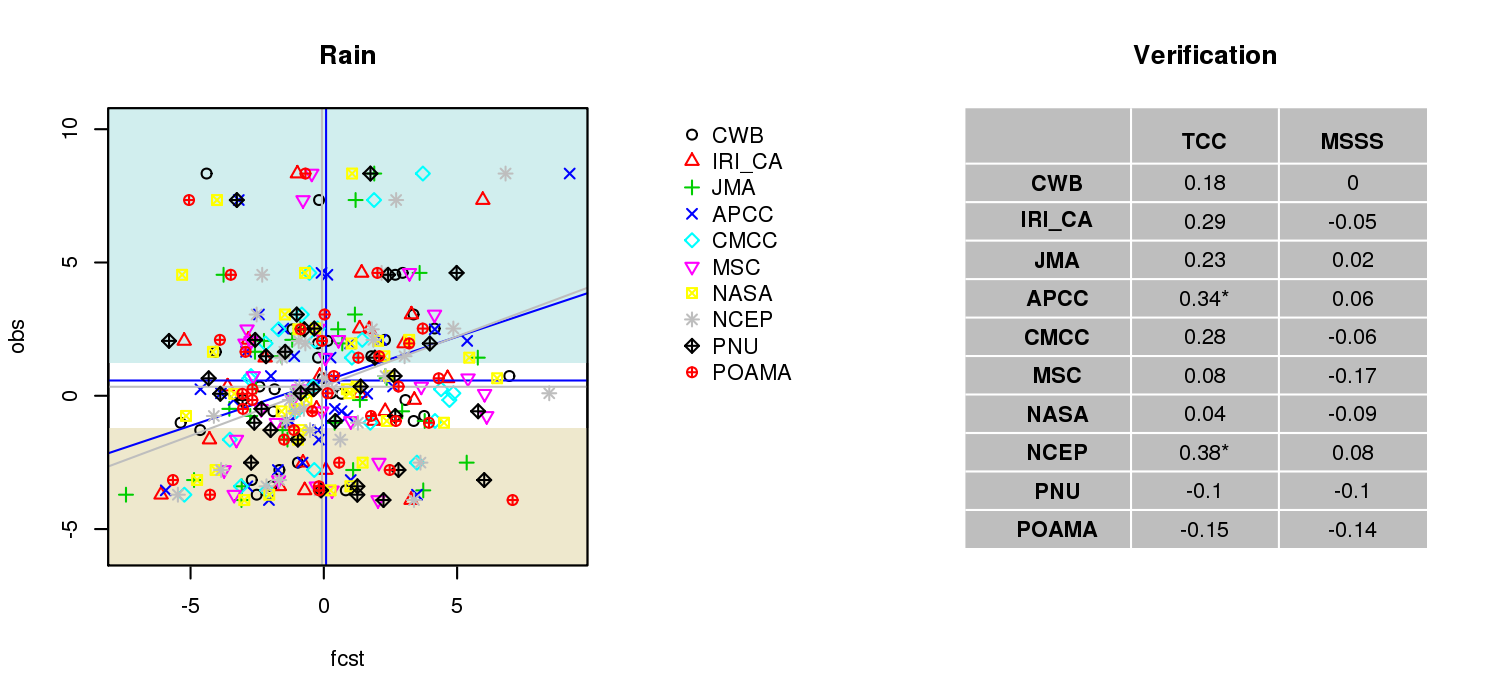 Rain
Verification
10
5
0
-5
obs
-5 0 5
fcst
CWB
IRI_CA
JMA
APCC
CMCC
MSC
NASA
NCEP
PNU
POAMA
TCC MSSS
CWB 0.18 0
IRI_CA 0.29 -0.05
JMA 0.23 0.02
APCC 0.34* 0.06
CMCC 0.28 -0.06
MSC 0.08 -0.17
NASA 0.04 -0.09
NCEP 0.38* 0.08
PNU -0.1 -0.1
POAMA -0.15 -0.14